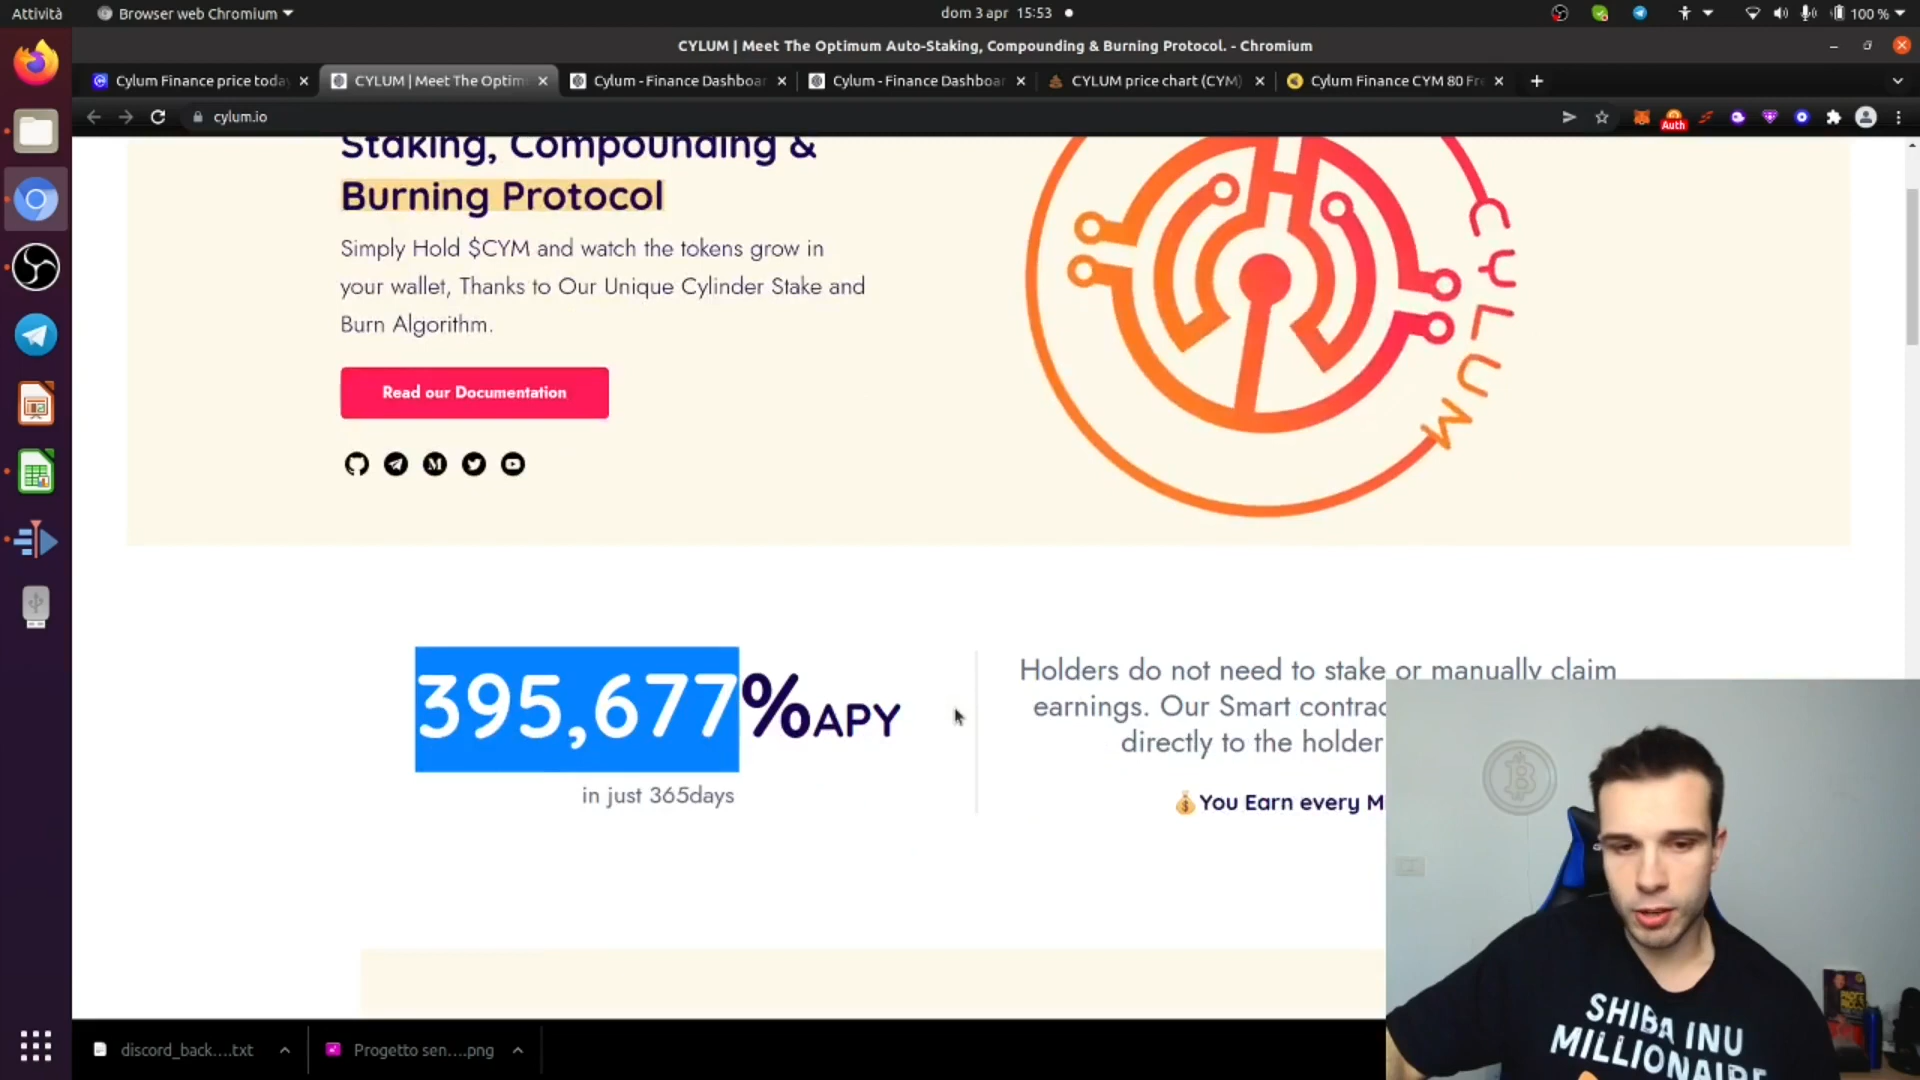 Attività
Browser web Chromium
dom 3 apr 15:53
100 %
CYLUM | Meet The Optimum Auto-Staking, Compounding & Burning Protocol. - Chromium
Cylum Finance price today
CYLUM | Meet The Optim
Cylum - Finance Dashboar
Cylum - Finance Dashboar
CYLUM price chart (CYM)
Cylum Finance CYM 80 Fr
cylum.io
Auth
Staking, Compounding &
Burning Protocol
Simply Hold $CYM and watch the tokens grow in
your wallet, Thanks to Our Unique Cylinder Stake and
Burn Algorithm.
Read our Documentation
CYLUM
395,677%APY
in just 365days
Holders do not need to stake or manually claim
earnings. Our Smart contrac
directly to the holder
You Earn every M
SHIBA INU
MILLIONAIRE
discord_back....txt
Progetto sen....png